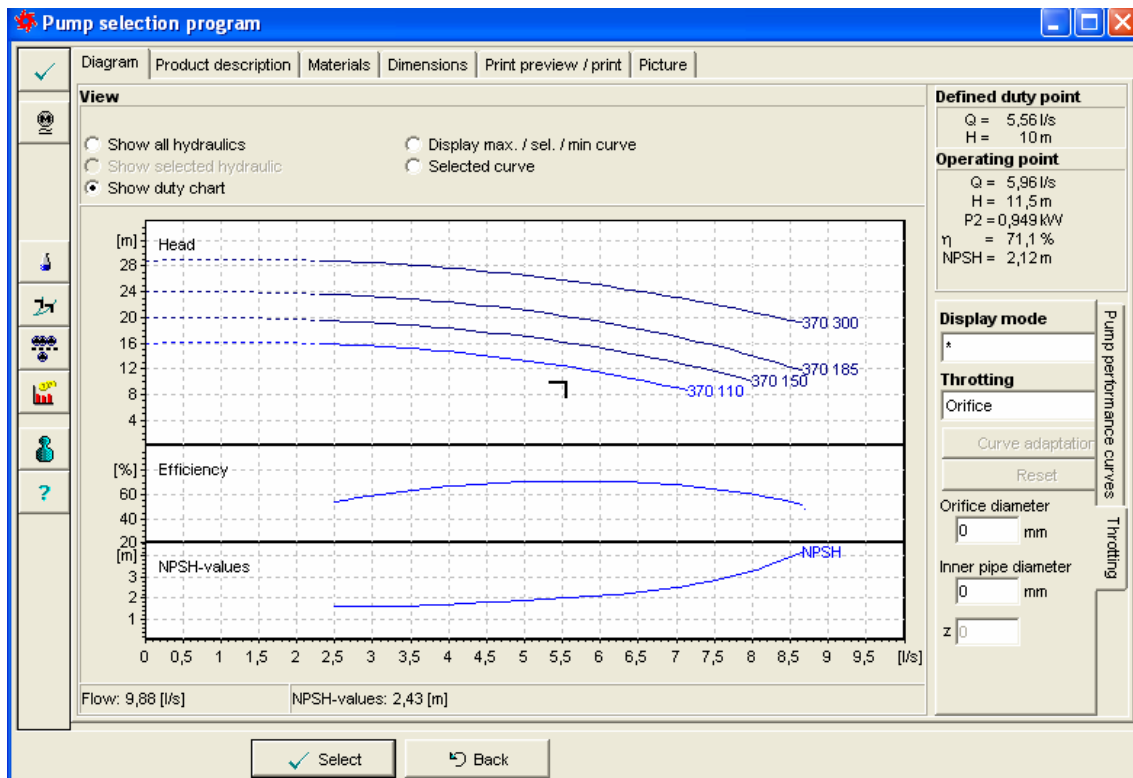 Pump selection program
Diagram Product description Materials Dimensions Print preview / print Picture
View
Show all hydraulics
Display max. / sel. / min curve
Show selected hydraulic
Selected curve
Show duty chart
Defined duty point
Q = 5,56 l/s
H = 10 m
Operating point
Q = 5,96 l/s
H = 11,5 m
P2 = 0,949 kW
η = 71,1 %
NPSH = 2,12 m
[m]
Head
28
24
20
16
12
8
4
370 300
370 185
370 150
370 110
[%]
Efficiency
60
40
20
[m]
NPSH-values
NPSH
3
2
1
0 0,5 1 1,5 2 2,5 3 3,5 4 4,5 5 5,5 6 6,5 7 7,5 8 8,5 9 9,5 [l/s]
Display mode
*
Throtting
Orifice
Curve adaptation
Reset
Orifice diameter
0 mm
Inner pipe diameter
0 mm
z 0
Pump performance curves
Throtting
Flow: 9,88 [l/s] NPSH-values: 2,43 [m]
Select Back
?